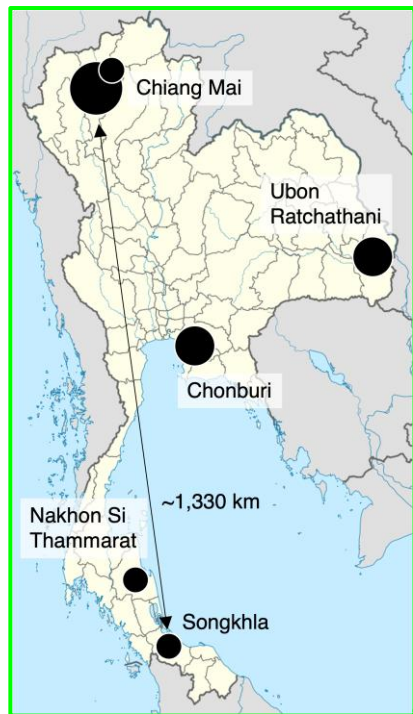 Chiang Mai
Ubon
Ratchathani
Chonburi
~1,330 km
Nakhon Si
Thammarat
Songkhla